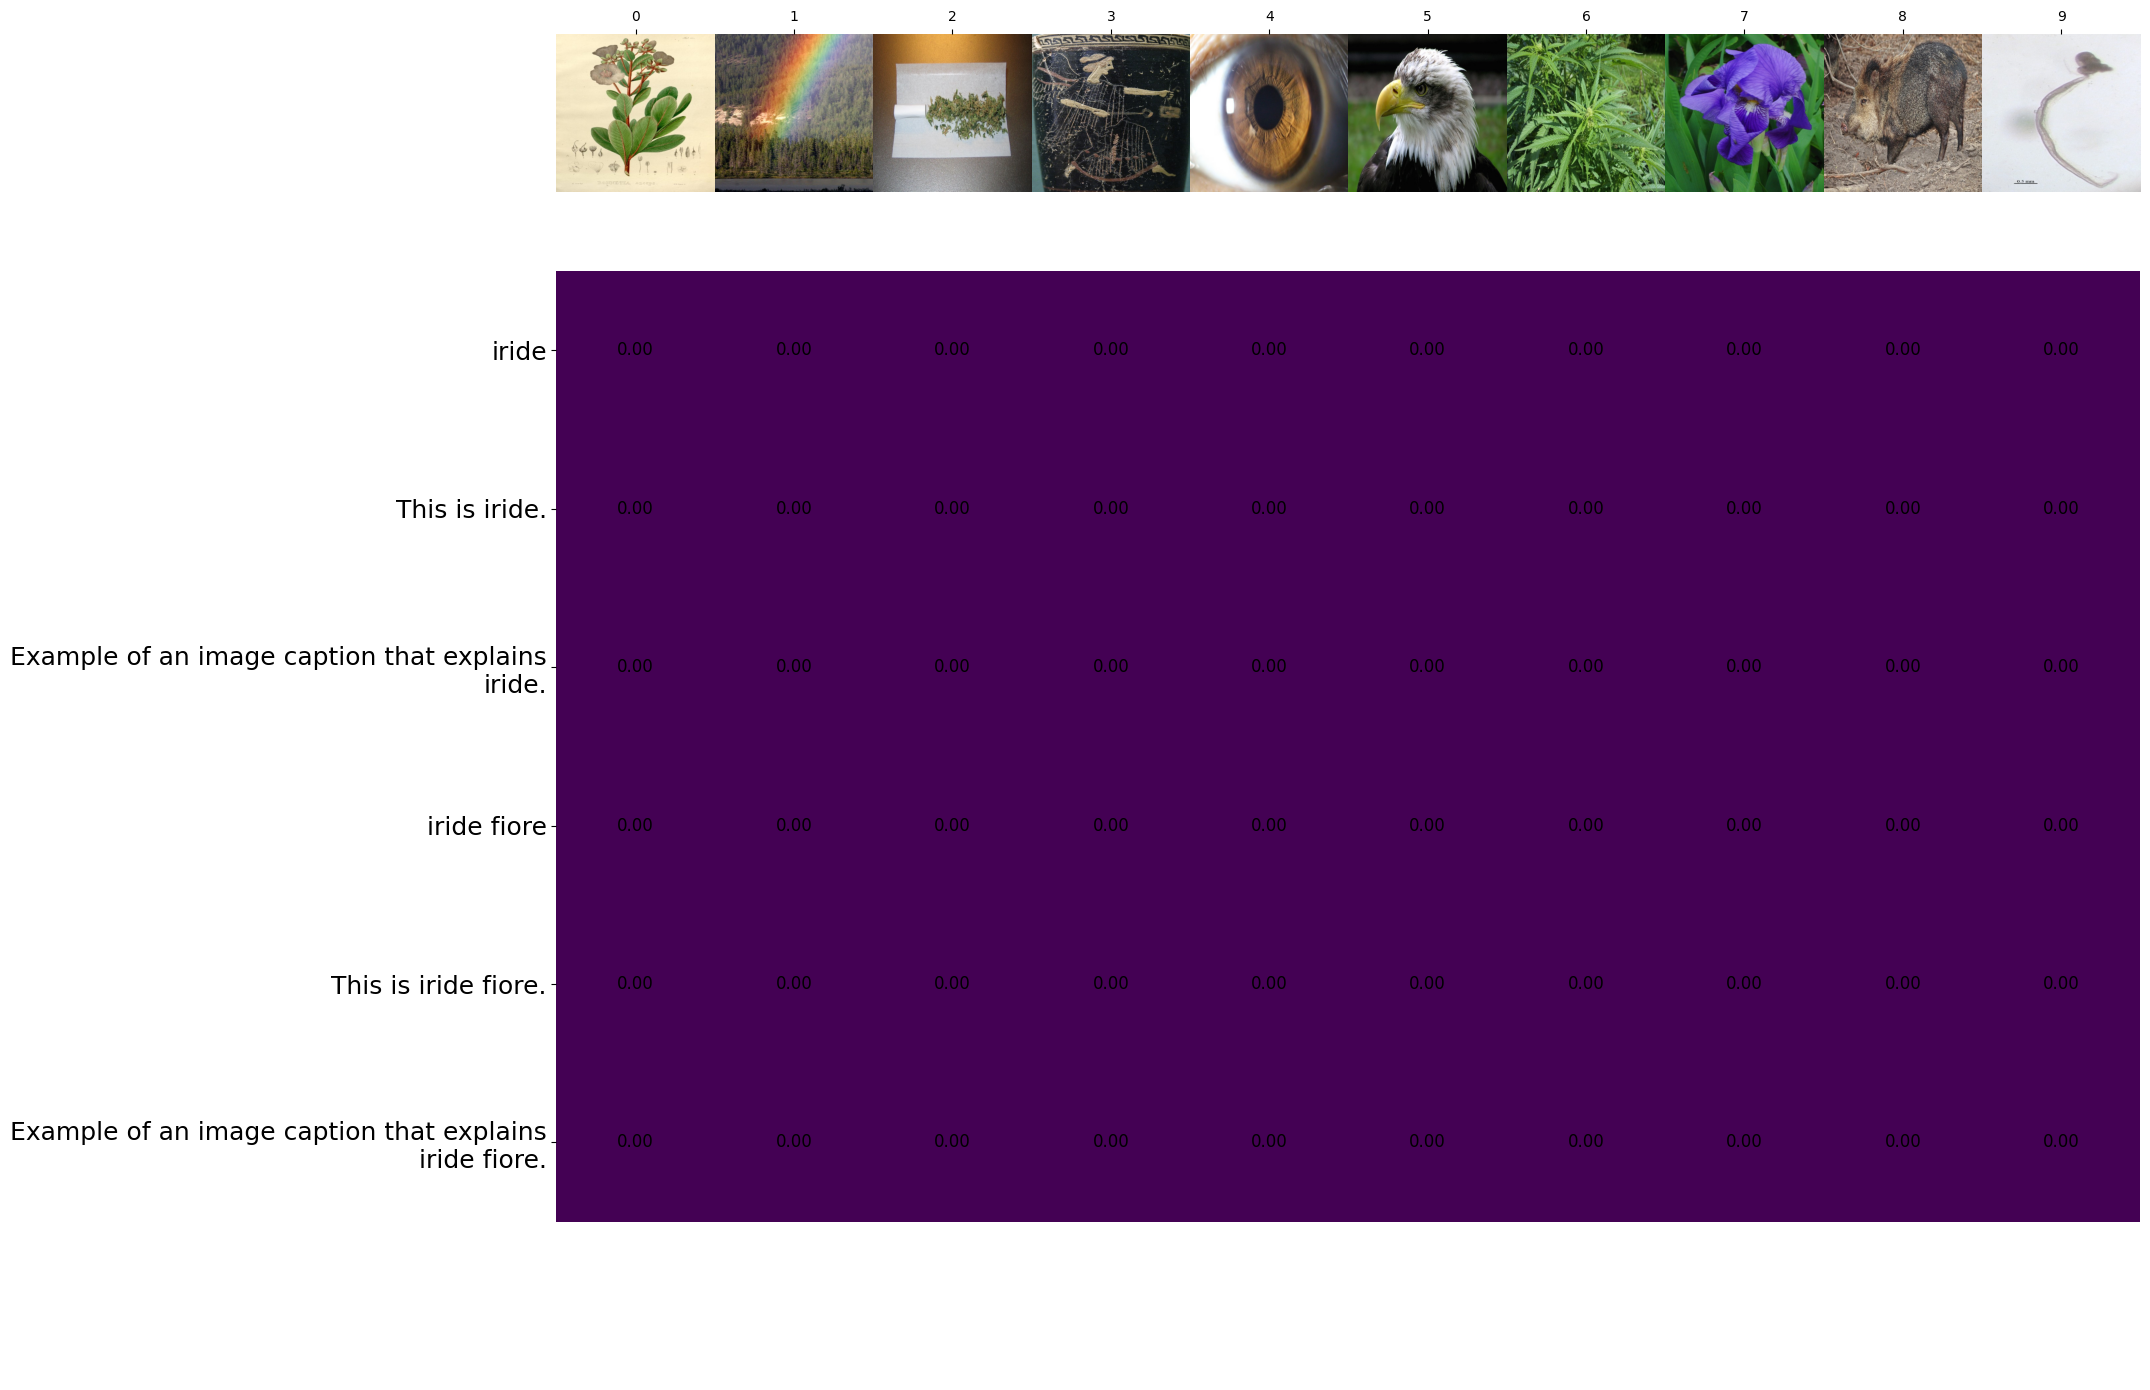 0 1 2 3 4 5 6 7 8 9
iride
0.00 0.00 0.00 0.00 0.00 0.00 0.00 0.00 0.00 0.00
This is iride.
0.00 0.00 0.00 0.00 0.00 0.00 0.00 0.00 0.00 0.00
Example of an image caption that explains
iride.
0.00 0.00 0.00 0.00 0.00 0.00 0.00 0.00 0.00 0.00
iride fiore
0.00 0.00 0.00 0.00 0.00 0.00 0.00 0.00 0.00 0.00
This is iride fiore.
0.00 0.00 0.00 0.00 0.00 0.00 0.00 0.00 0.00 0.00
Example of an image caption that explains
iride fiore.
0.00 0.00 0.00 0.00 0.00 0.00 0.00 0.00 0.00 0.00